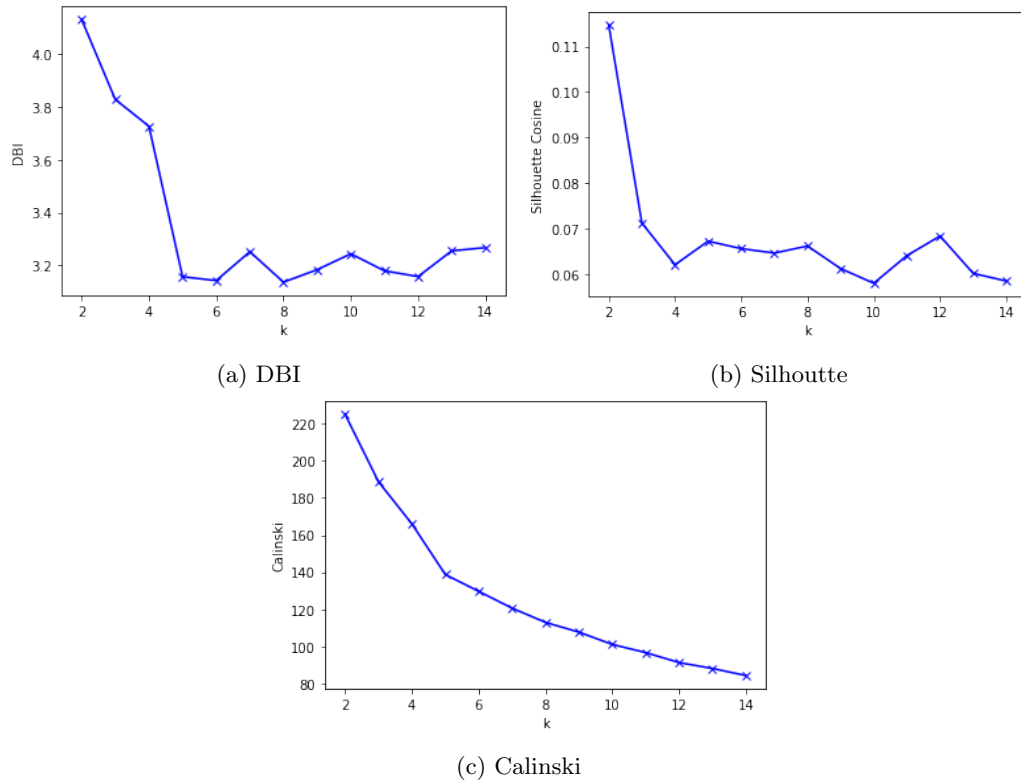 4.0
3.8
3.6
3.4
3.2
DBI
2 4 6 8 10 12 14
k
(a) DBI
0.11
0.10
0.09
0.08
0.07
0.06
Silhouette Cosine
2 4 6 8 10 12 14
k
(b) Silhoutte
220
200
180
160
140
120
100
80
Calinski
2 4 6 8 10 12 14
k
(c) Calinski